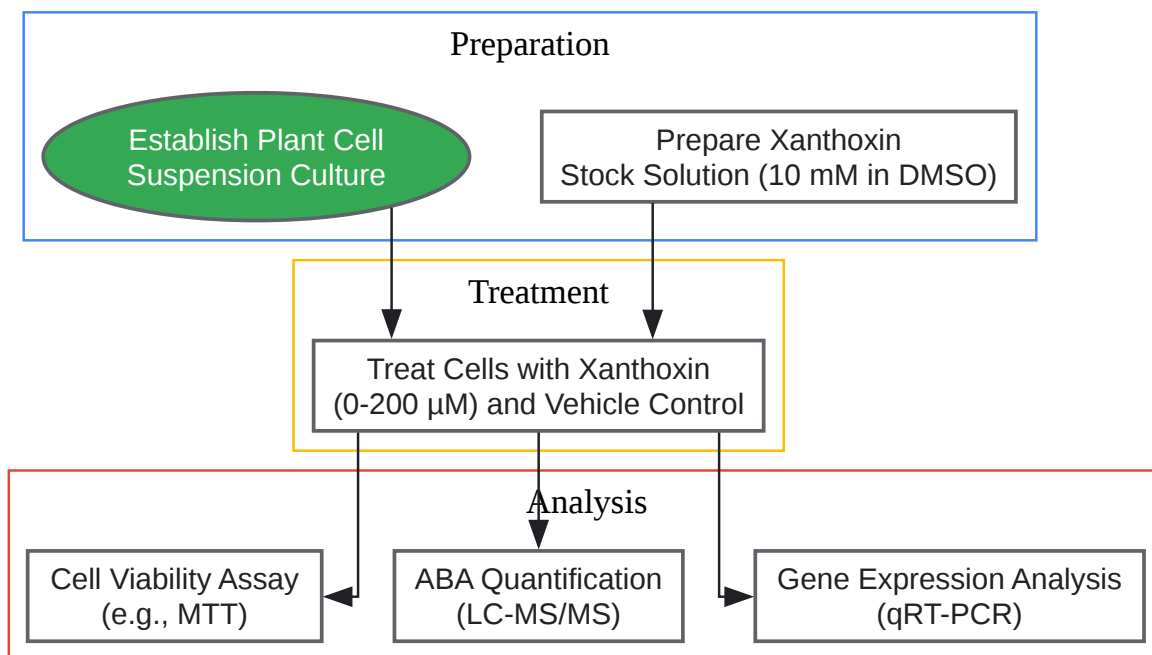 Preparation
Establish Plant Cell
Suspension Culture
Prepare Xanthoxin
Stock Solution (10 mM in DMSO)
Treatment
Treat Cells with Xanthoxin
(0-200 µM) and Vehicle Control
Analysis
Cell Viability Assay
(e.g., MTT)
ABA Quantification
(LC-MS/MS)
Gene Expression Analysis
(qRT-PCR)